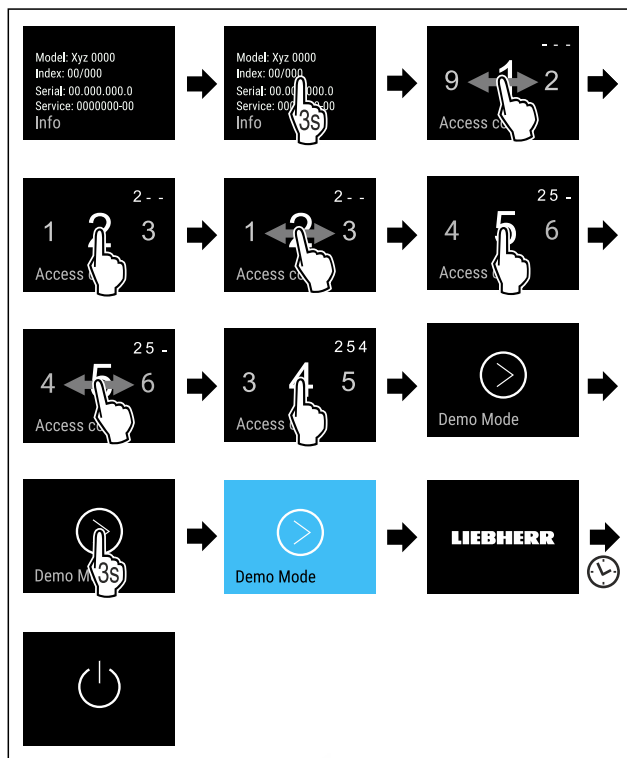 Model: Xyz 0000
Index: 00/000
Serial: 00.000.000.0
Service: 0000000-00
Info
Model: Xyz 0000
Index: 00/000
Serial: 00.000.0
Service: 000 00
Info
3s
- - -
9 1 2
Access
2 - -
1 2 3
Access
2 - -
1 2 3
Access
2 5 -
4 5 6
Access
2 5 -
4 5 6
Access
2 5 4
3 4 5
Access
Demo Mode
Demo
3s
Demo Mode
LIEBHERR